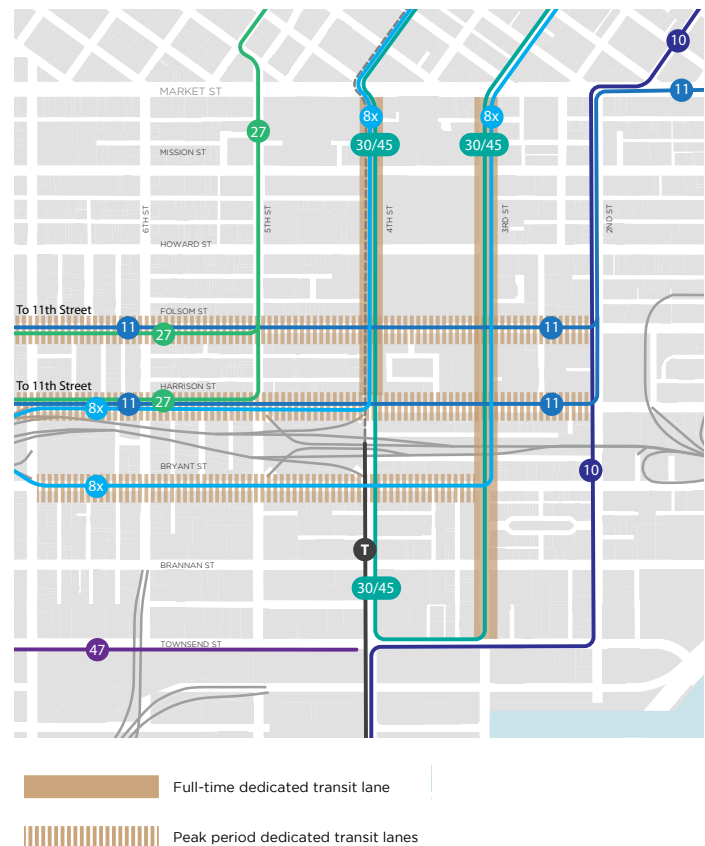 10
11
MARKET ST
8x
8x
27
30/45
30/45
MISSION ST
6TH ST
5TH ST
4TH ST
3RD ST
2ND ST
HOWARD ST
To 11th Street
FOLSOM ST
11
27
11
To 11th Street
HARRISON ST
8x
11
27
11
BRYANT ST
10
8x
T
BRANNAN ST
30/45
TOWNSEND ST
47
Full-time dedicated transit lane
Peak period dedicated transit lanes